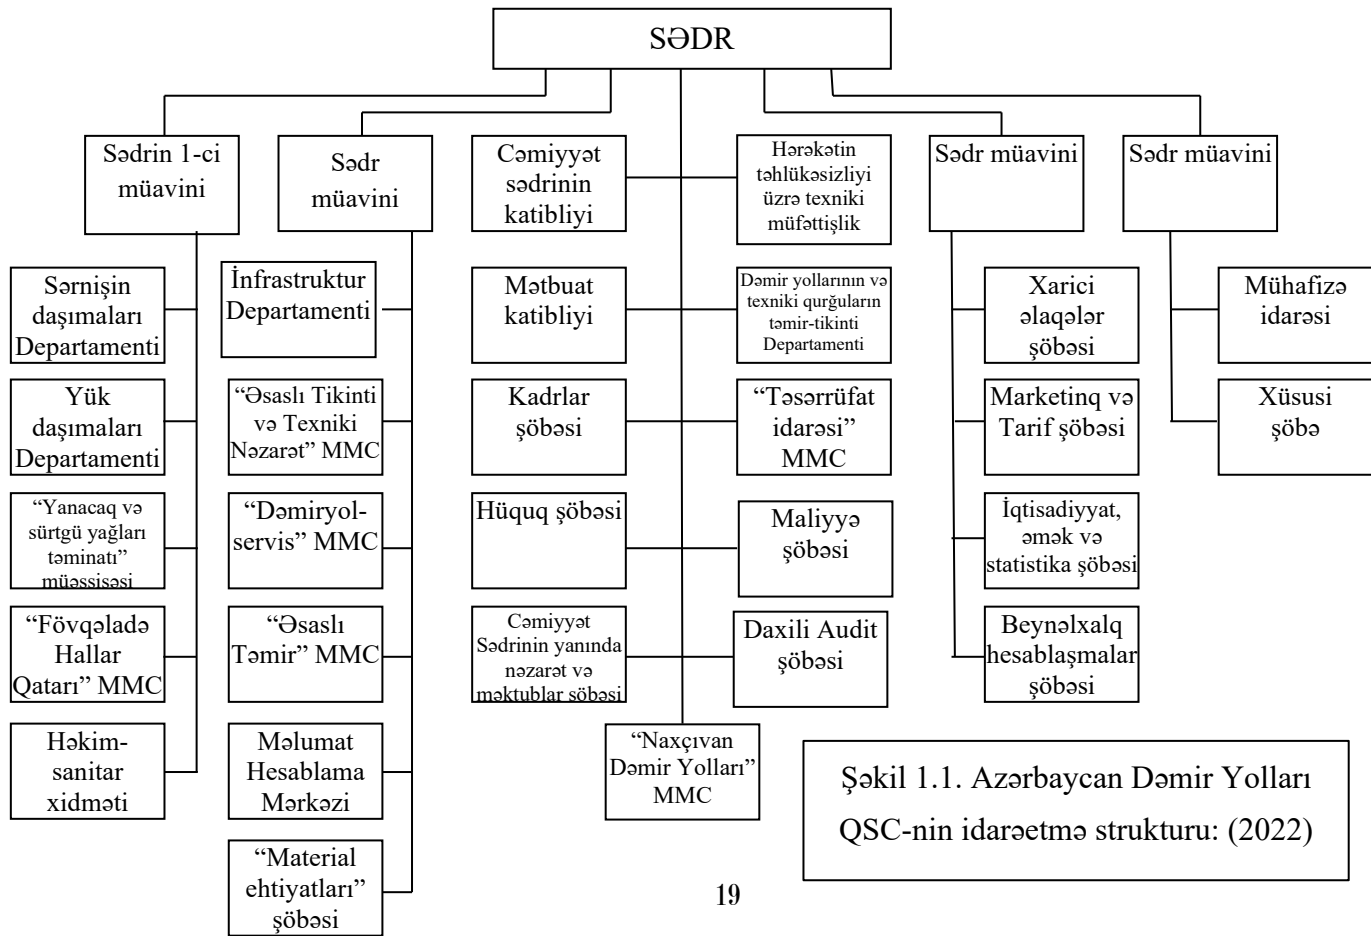 SƏDR
Sədrin 1-ci
müavini
Sədr
müavini
Cəmiyyət
sədrinin
katibliyi
Hərəkətin
təhlükəsizliyi
üzrə texniki
müfəttişlik
Sədr müavini
Sədr müavini
Sərnişin
daşımaları
Departamenti
İnfrastruktur
Departamenti
Mətbuat
katibliyi
Dəmir yollarının və
texniki qurğuların
təmir-tikinti
Departamenti
Xarici
əlaqələr
şöbəsi
Mühafizə
idarəsi
Yük
daşımaları
Departamenti
“Əsaslı Tikinti
və Texniki
Nəzarət” MMC
Kadrlar
şöbəsi
“Təsərrüfat
idarəsi”
MMC
Marketinq və
Tarif şöbəsi
Xüsusi
şöbə
“Yanacaq və
sürtgü yağları
təminatı”
müəssisəsi
“Dəmiryol-
servis” MMC
Hüquq şöbəsi
Maliyyə
şöbəsi
İqtisadiyyat,
əmək və
statistika şöbəsi
“Fövqəladə
Hallar
Qatarı” MMC
“Əsaslı
Təmir” MMC
Cəmiyyət
Sədrinin yanında
nəzarət və
məktublar şöbəsi
Daxili Audit
şöbəsi
Beynəlxalq
hesablaşmalar
şöbəsi
Həkim-
sanitar
xidməti
Məlumat
Hesablama
Mərkəzi
“Naxçıvan
Dəmir Yolları”
MMC
“Material
ehtiyatları”
şöbəsi
Şəkil 1.1. Azərbaycan Dəmir Yolları
QSC-nin idarəetmə strukturu: (2022)
19